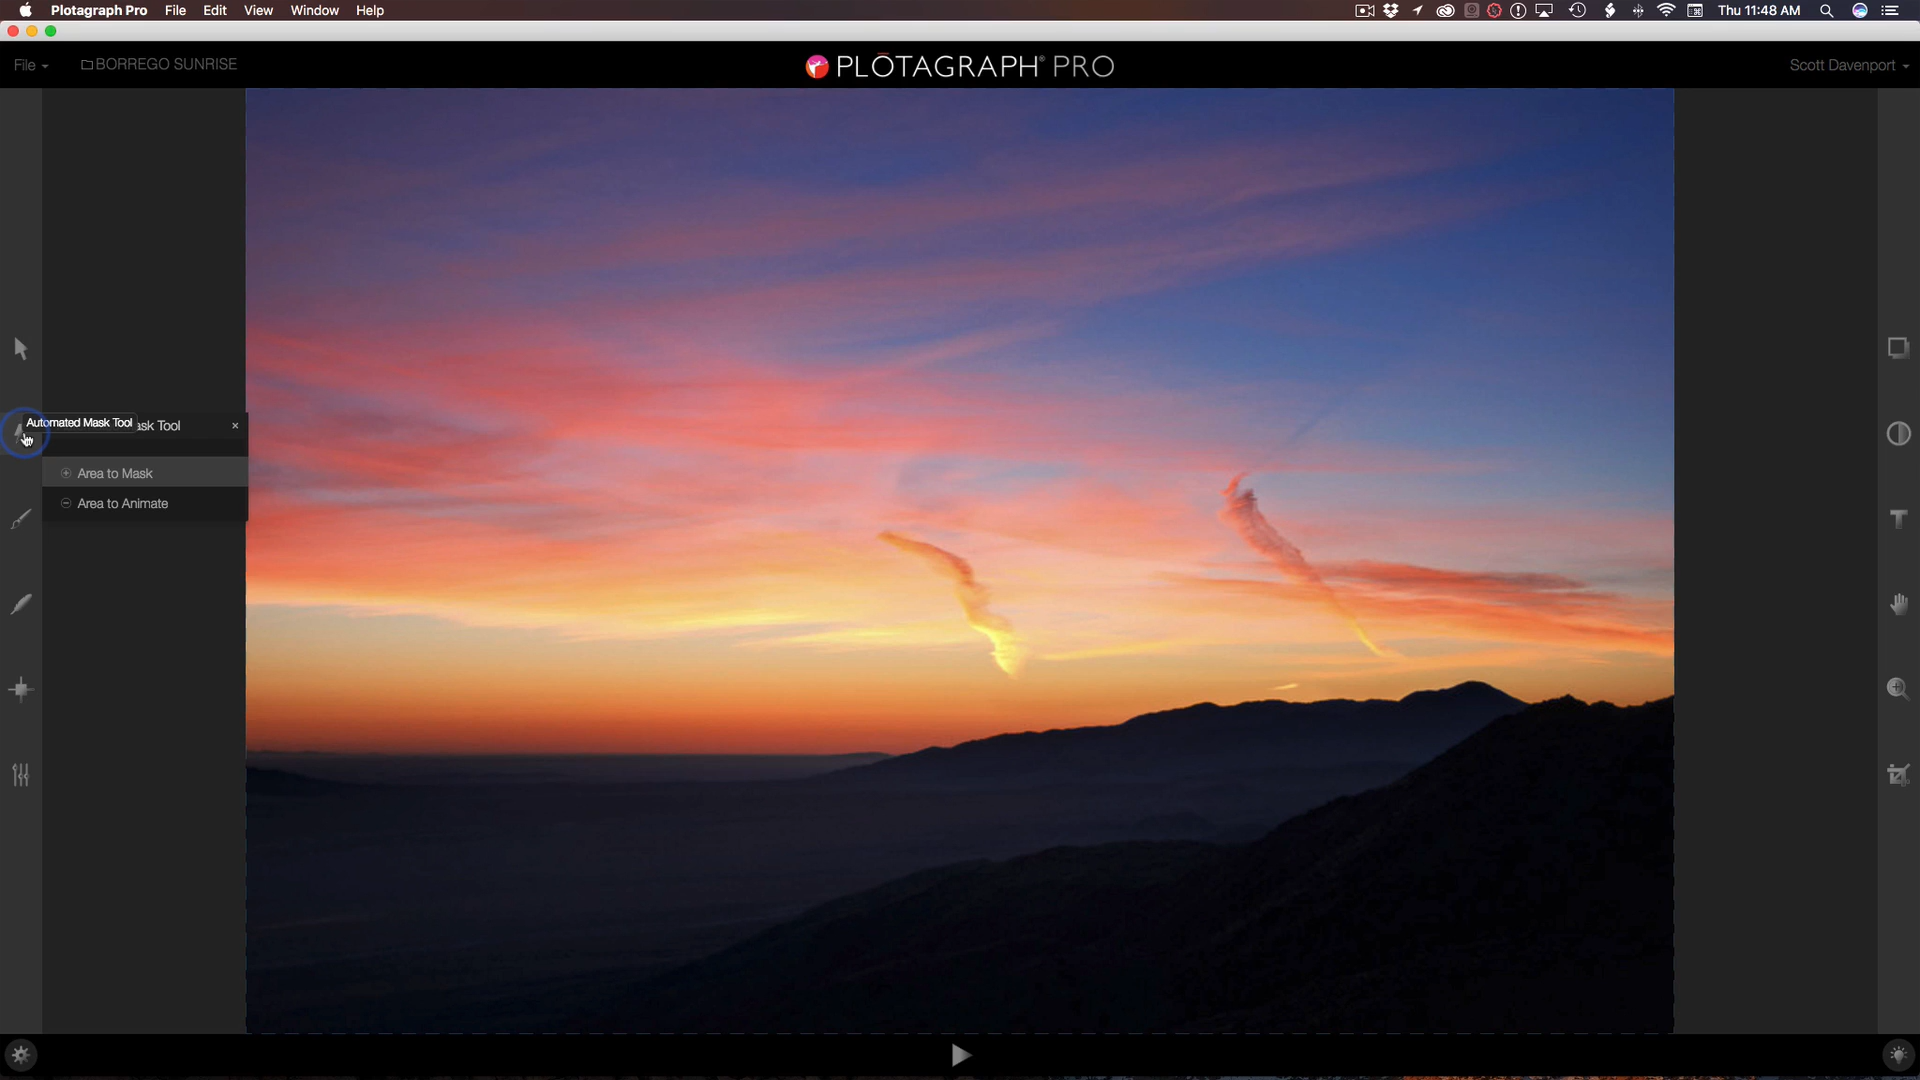 Plotagraph Pro File Edit View Window Help Thu 11:48 AM
File BORREGO SUNRISE PLŌTAGRAPH® PRO Scott Davenport
Automated Mask Tool ask Tool ×
Area to Mask
Area to Animate
T